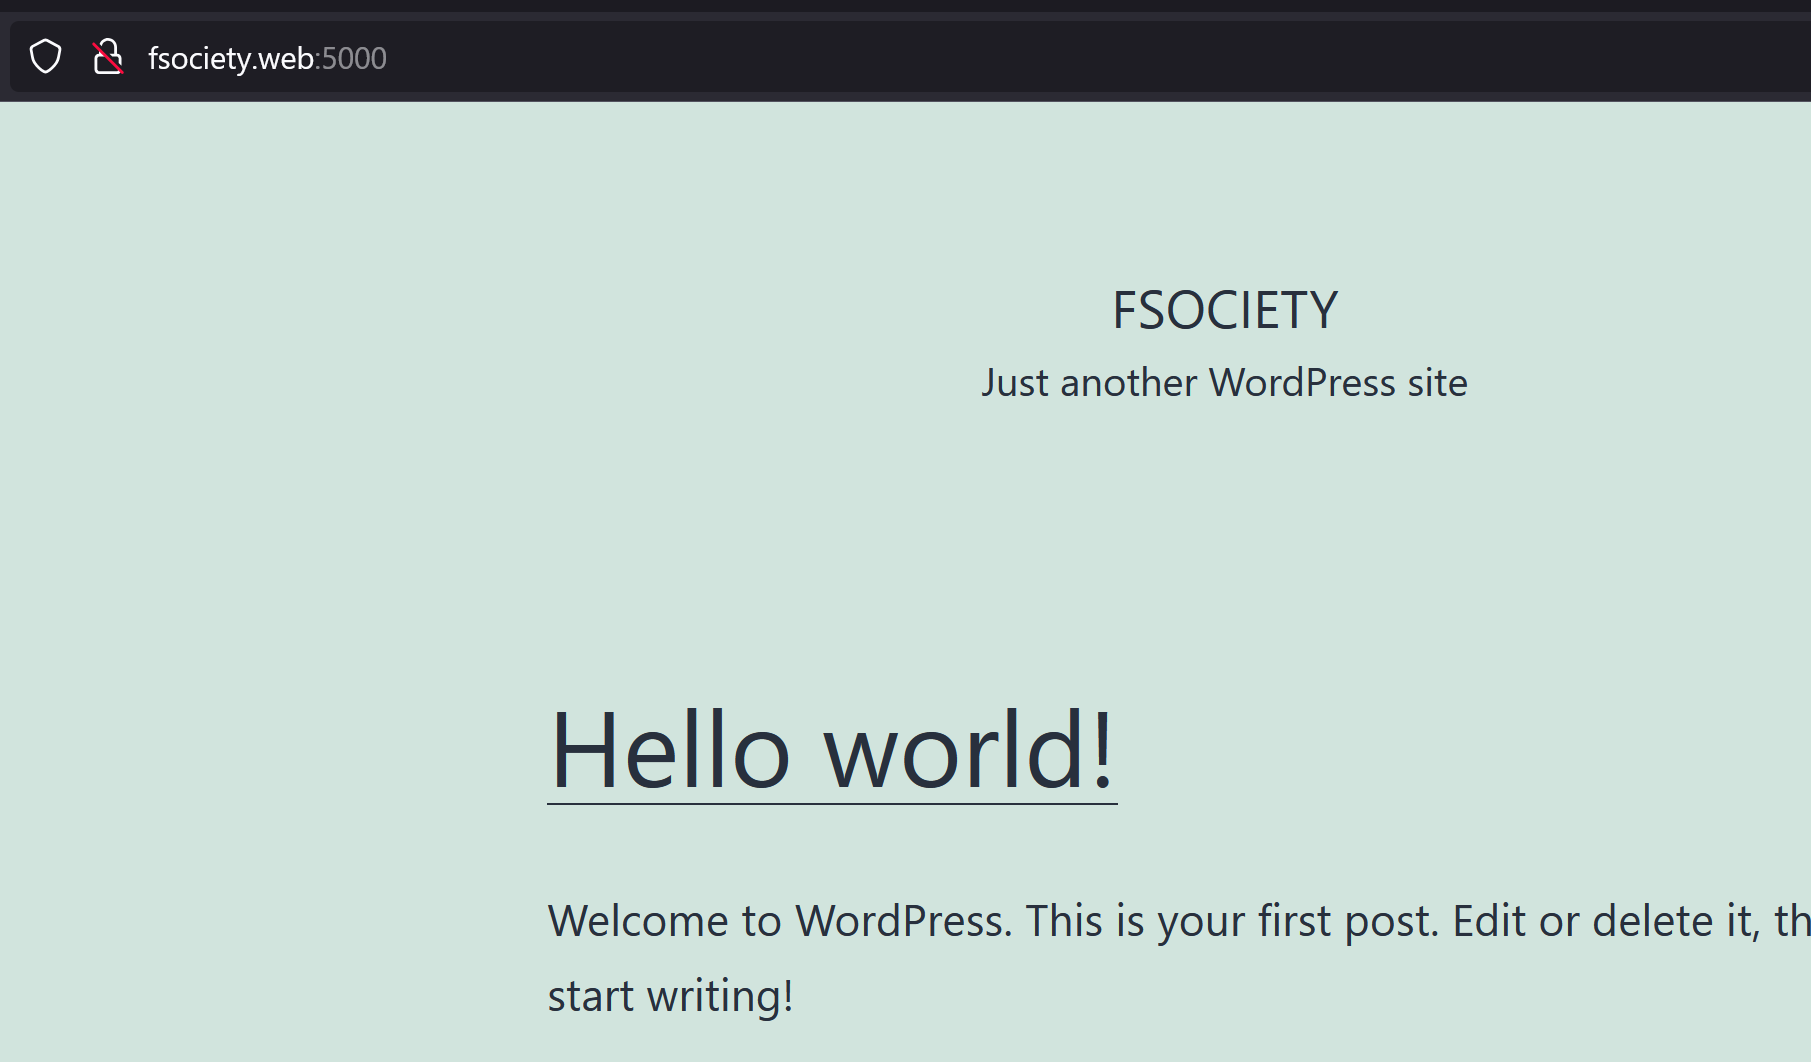 fsociety.web:5000
FSOCIETY
Just another WordPress site
Hello world!
Welcome to WordPress. This is your first post. Edit or delete it, th
start writing!